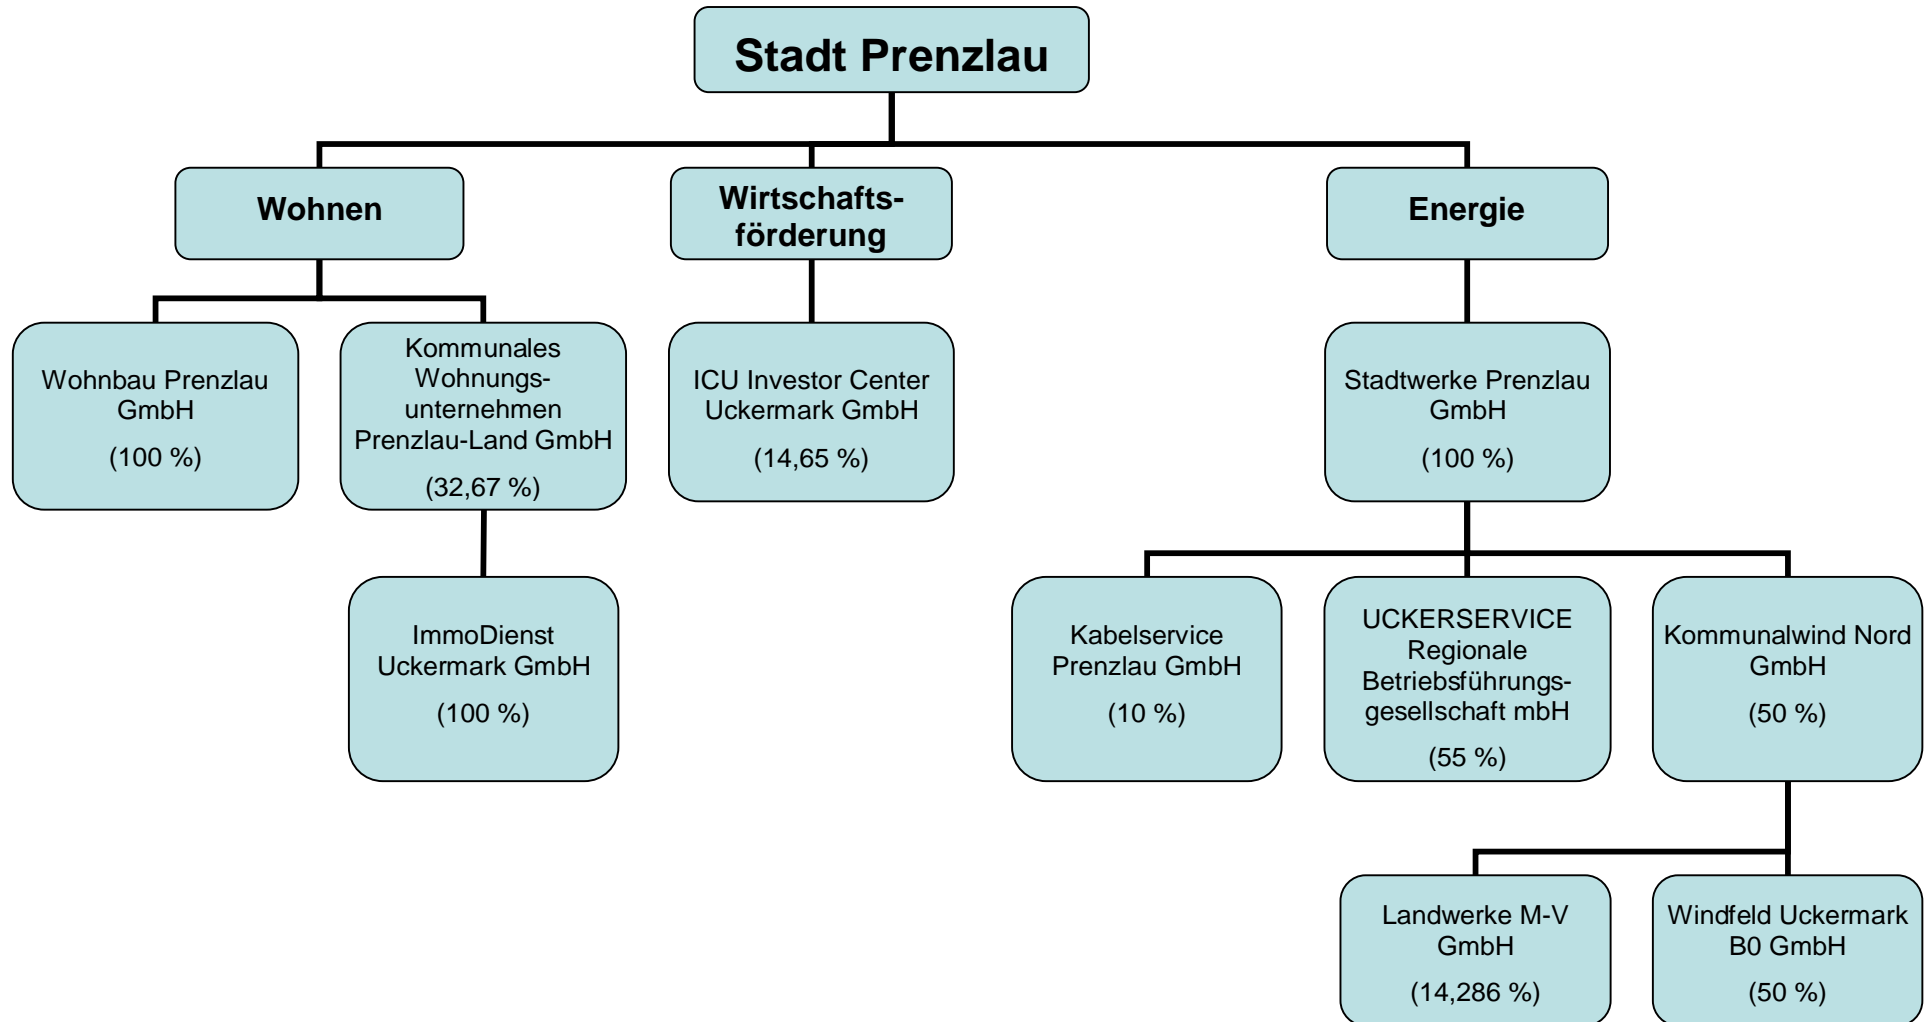 Stadt Prenzlau
Wohnen
Wirtschafts-
förderung
Energie
Wohnbau Prenzlau
GmbH
(100 %)
Kommunales
Wohnungs-
unternehmen
Prenzlau-Land GmbH
(32,67 %)
ICU Investor Center
Uckermark GmbH
(14,65 %)
Stadtwerke Prenzlau
GmbH
(100 %)
ImmoDienst
Uckermark GmbH
(100 %)
Kabelservice
Prenzlau GmbH
(10 %)
UCKERSERVICE
Regionale
Betriebsführungs-
gesellschaft mbH
(55 %)
Kommunalwind Nord
GmbH
(50 %)
Landwerke M-V
GmbH
(14,286 %)
Windfeld Uckermark
B0 GmbH
(50 %)